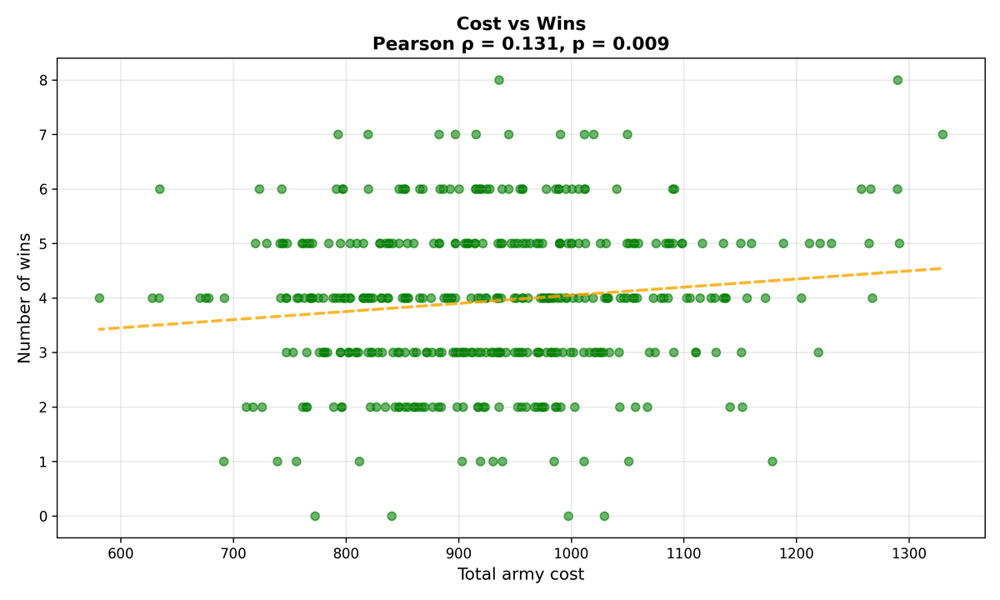 Cost vs Wins
Pearson ρ = 0.131, p = 0.009
Number of wins
8
7
6
5
4
3
2
1
0
600 700 800 900 1000 1100 1200 1300
Total army cost